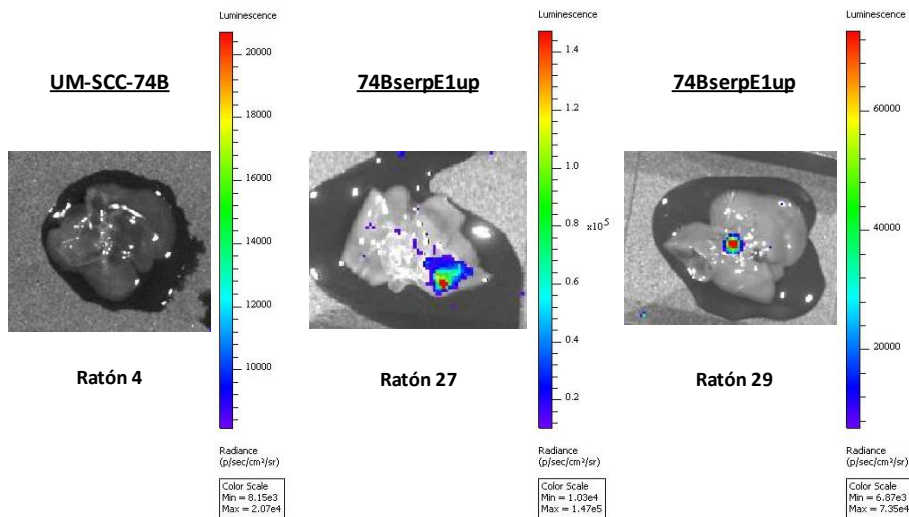 Luminescence
UM-SCC-74B
20000
18000
16000
14000
12000
10000
Ratón 4
Radiance
(p/sec/cm²/sr)
Color Scale
Min = 8.15e3
Max = 2.07e4
Luminescence
74BserpE1up
1.4
1.2
1.0
0.8
x10⁵
0.6
0.4
0.2
Ratón 27
Radiance
(p/sec/cm²/sr)
Color Scale
Min = 1.03e4
Max = 1.47e5
Luminescence
74BserpE1up
60000
40000
20000
Ratón 29
Radiance
(p/sec/cm²/sr)
Color Scale
Min = 6.87e3
Max = 7.35e4